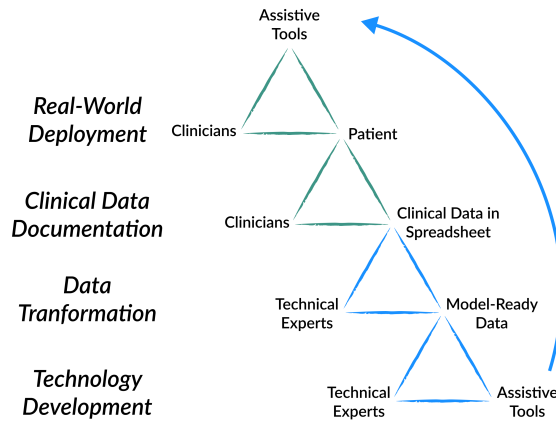 Assistive
Tools
Real-World
Deployment
Clinicians
Patient
Clinical Data
Documentation
Clinicians
Clinical Data in
Spreadsheet
Data
Tranformation
Technical
Experts
Model-Ready
Data
Technology
Development
Technical
Experts
Assistive
Tools